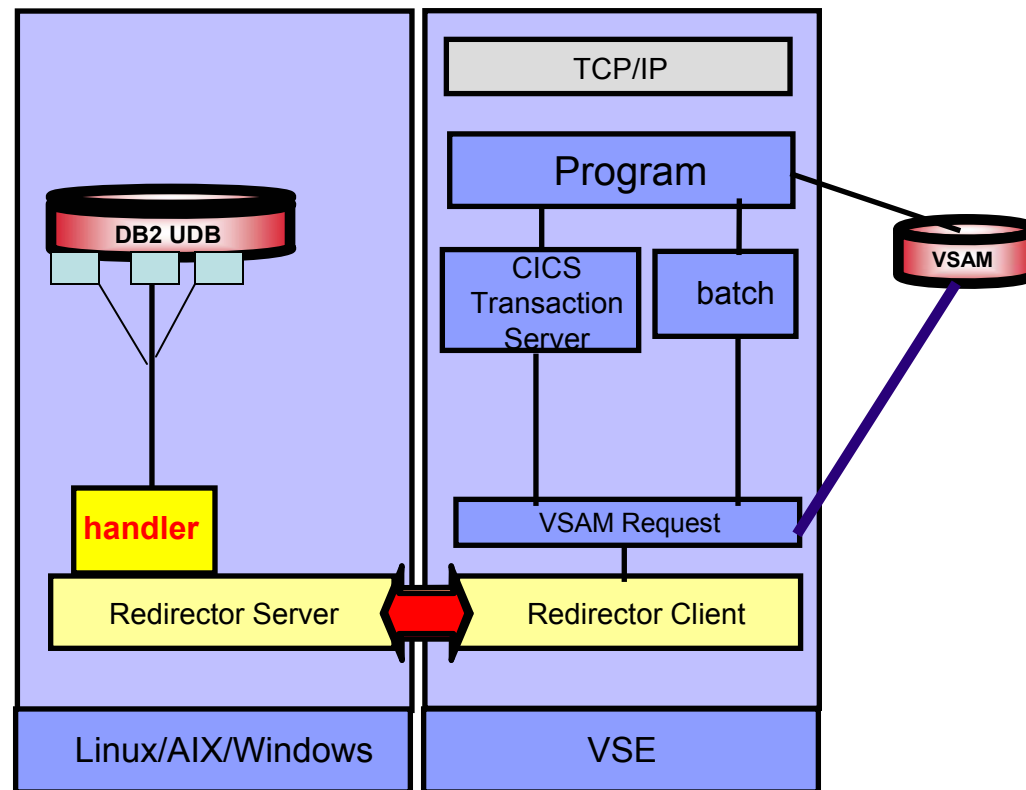 TCP/IP
Program
DB2 UDB
VSAM
CICS
Transaction
Server
batch
handler
VSAM Request
Redirector Server
Redirector Client
Linux/AIX/Windows
VSE